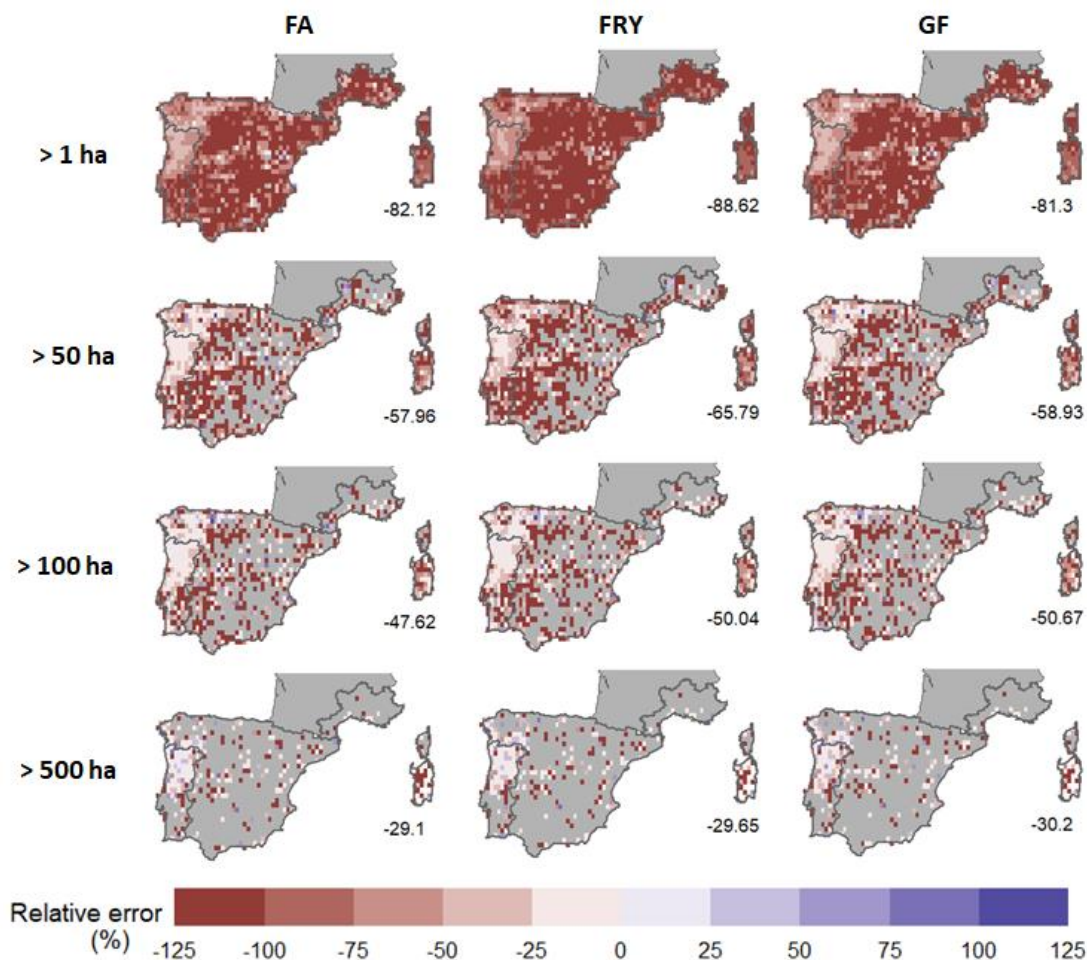 FA FRY GF
> 1 ha
-82.12 -88.62 -81.3
> 50 ha
-57.96 -65.79 -58.93
> 100 ha
-47.62 -50.04 -50.67
> 500 ha
-29.1 -29.65 -30.2
Relative error
(%)
-125 -100 -75 -50 -25 0 25 50 75 100 125